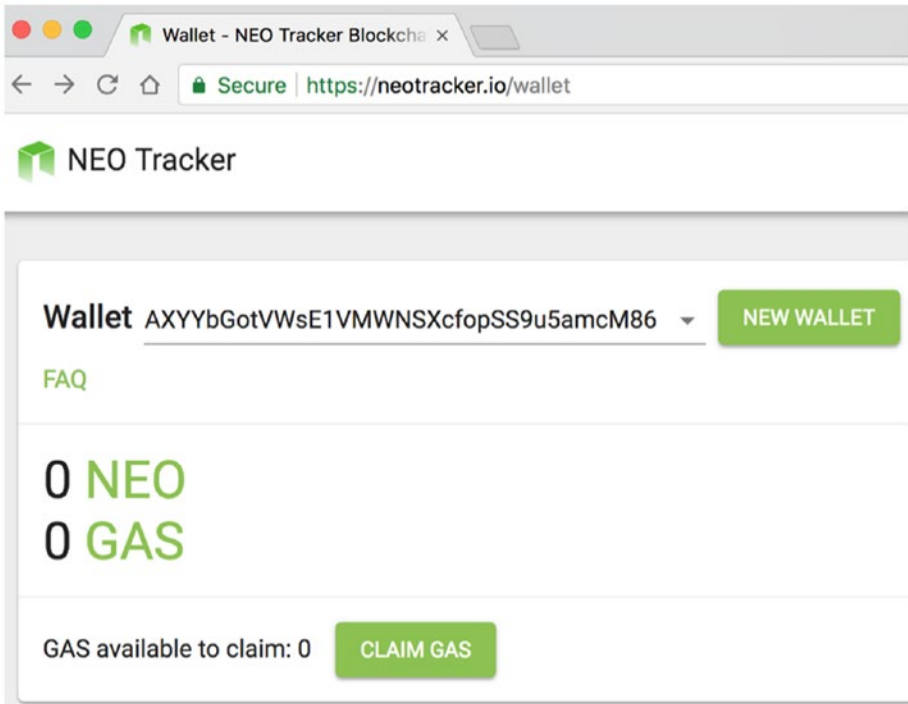 Wallet - NEO Tracker Blockcha
Secure https://neotracker.io/wallet
NEO Tracker
Wallet AXYYbGotVWsE1VMWNSXcfopSS9u5amcM86 NEW WALLET
FAQ
0 NEO
0 GAS
GAS available to claim: 0 CLAIM GAS